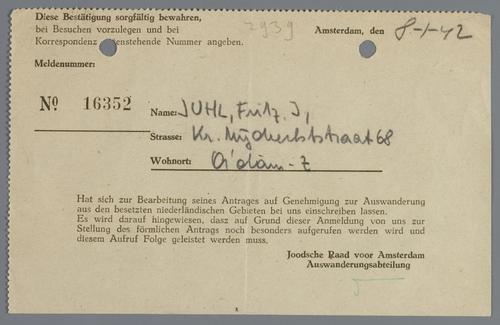 Diese Bestätigung sorgfältig bewahren,
bei Besuchen vorzulegen und bei
Korrespondenz obenstehende Nummer angeben.
2939
Amsterdam, den 8-1-42
Meldenummer:
Nº 16352
Name: JUHL, Fritz. J,
Strasse: Kr. Mijdrechtstraat 68
Wohnort: A'dam-Z
Hat sich zur Bearbeitung seines Antrages auf Genehmigung zur Auswanderung
aus den besetzten niederländischen Gebieten bei uns einschreiben lassen.
Es wird darauf hingewiesen, dasz auf Grund dieser Anmeldung von uns zur
Stellung des förmlichen Antrags noch besonders aufgerufen werden wird und
diesem Aufruf Folge geleistet werden muss.
Joodsche Raad voor Amsterdam
Auswanderungsabteilung